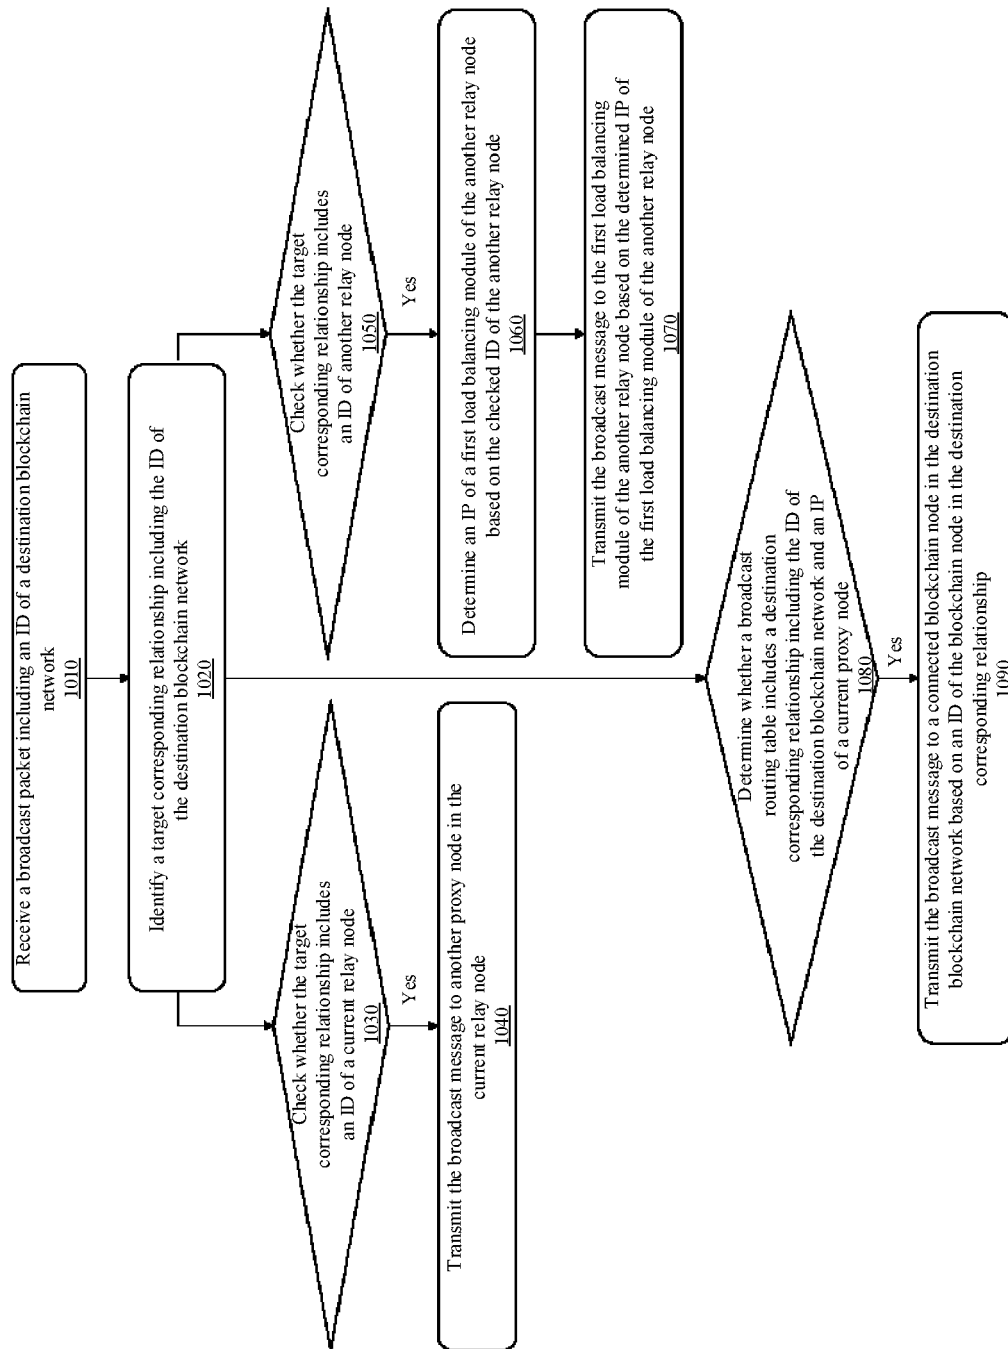 Receive a broadcast packet including an ID of a destination blockchain
network
1010
Identify a target corresponding relationship including the ID of
the destination blockchain network
1020
Check whether the target
corresponding relationship includes
an ID of a current relay node
1030
Yes
Transmit the broadcast message to another proxy node in the
current relay node
1040
Check whether the target
corresponding relationship includes
an ID of another relay node
1050
Yes
Determine an IP of a first load balancing module of the another relay node
based on the checked ID of the another relay node
1060
Transmit the broadcast message to the first load balancing
module of the another relay node based on the determined IP of
the first load balancing module of the another relay node
1070
Determine whether a broadcast
routing table includes a destination
corresponding relationship including the ID of
the destination blockchain network and an IP
of a current proxy node
1080
Yes
Transmit the broadcast message to a connected blockchain node in the destination
blockchain network based on an ID of the blockchain node in the destination
corresponding relationship
1090